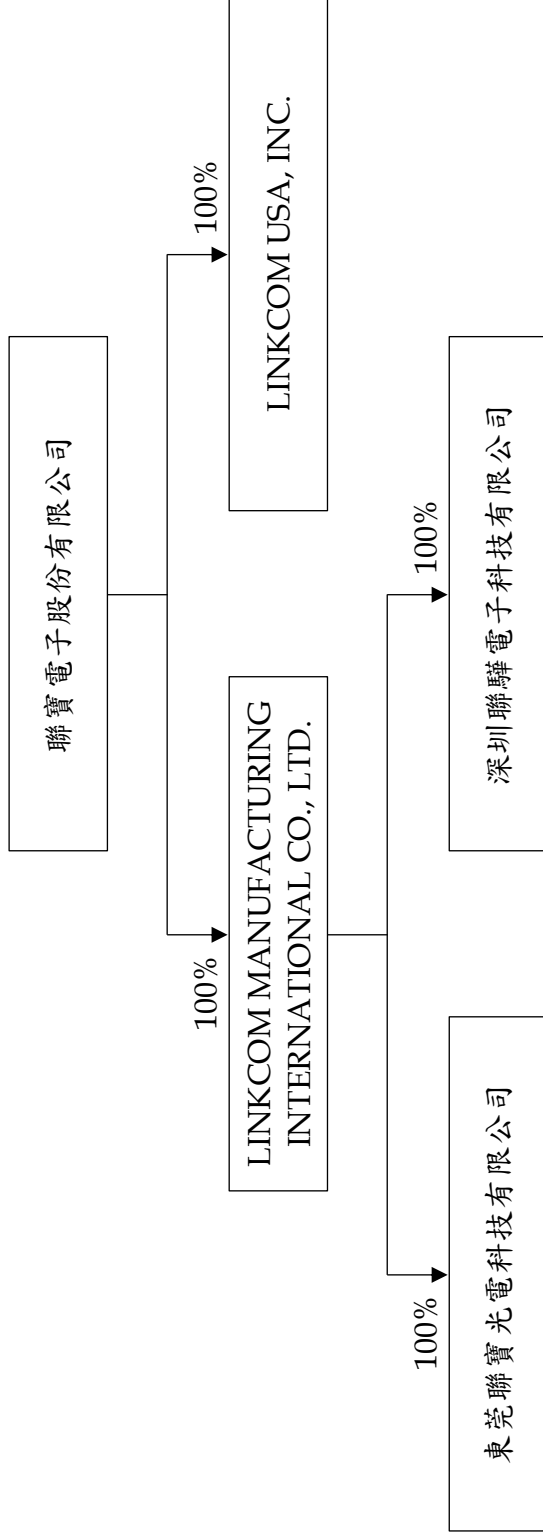 聯寶電子股份有限公司
100%
LINKCOM MANUFACTURING
INTERNATIONAL CO., LTD.
100%
LINKCOM USA, INC.
100%
東莞聯寶光電科技有限公司
100%
深圳聯驊電子科技有限公司